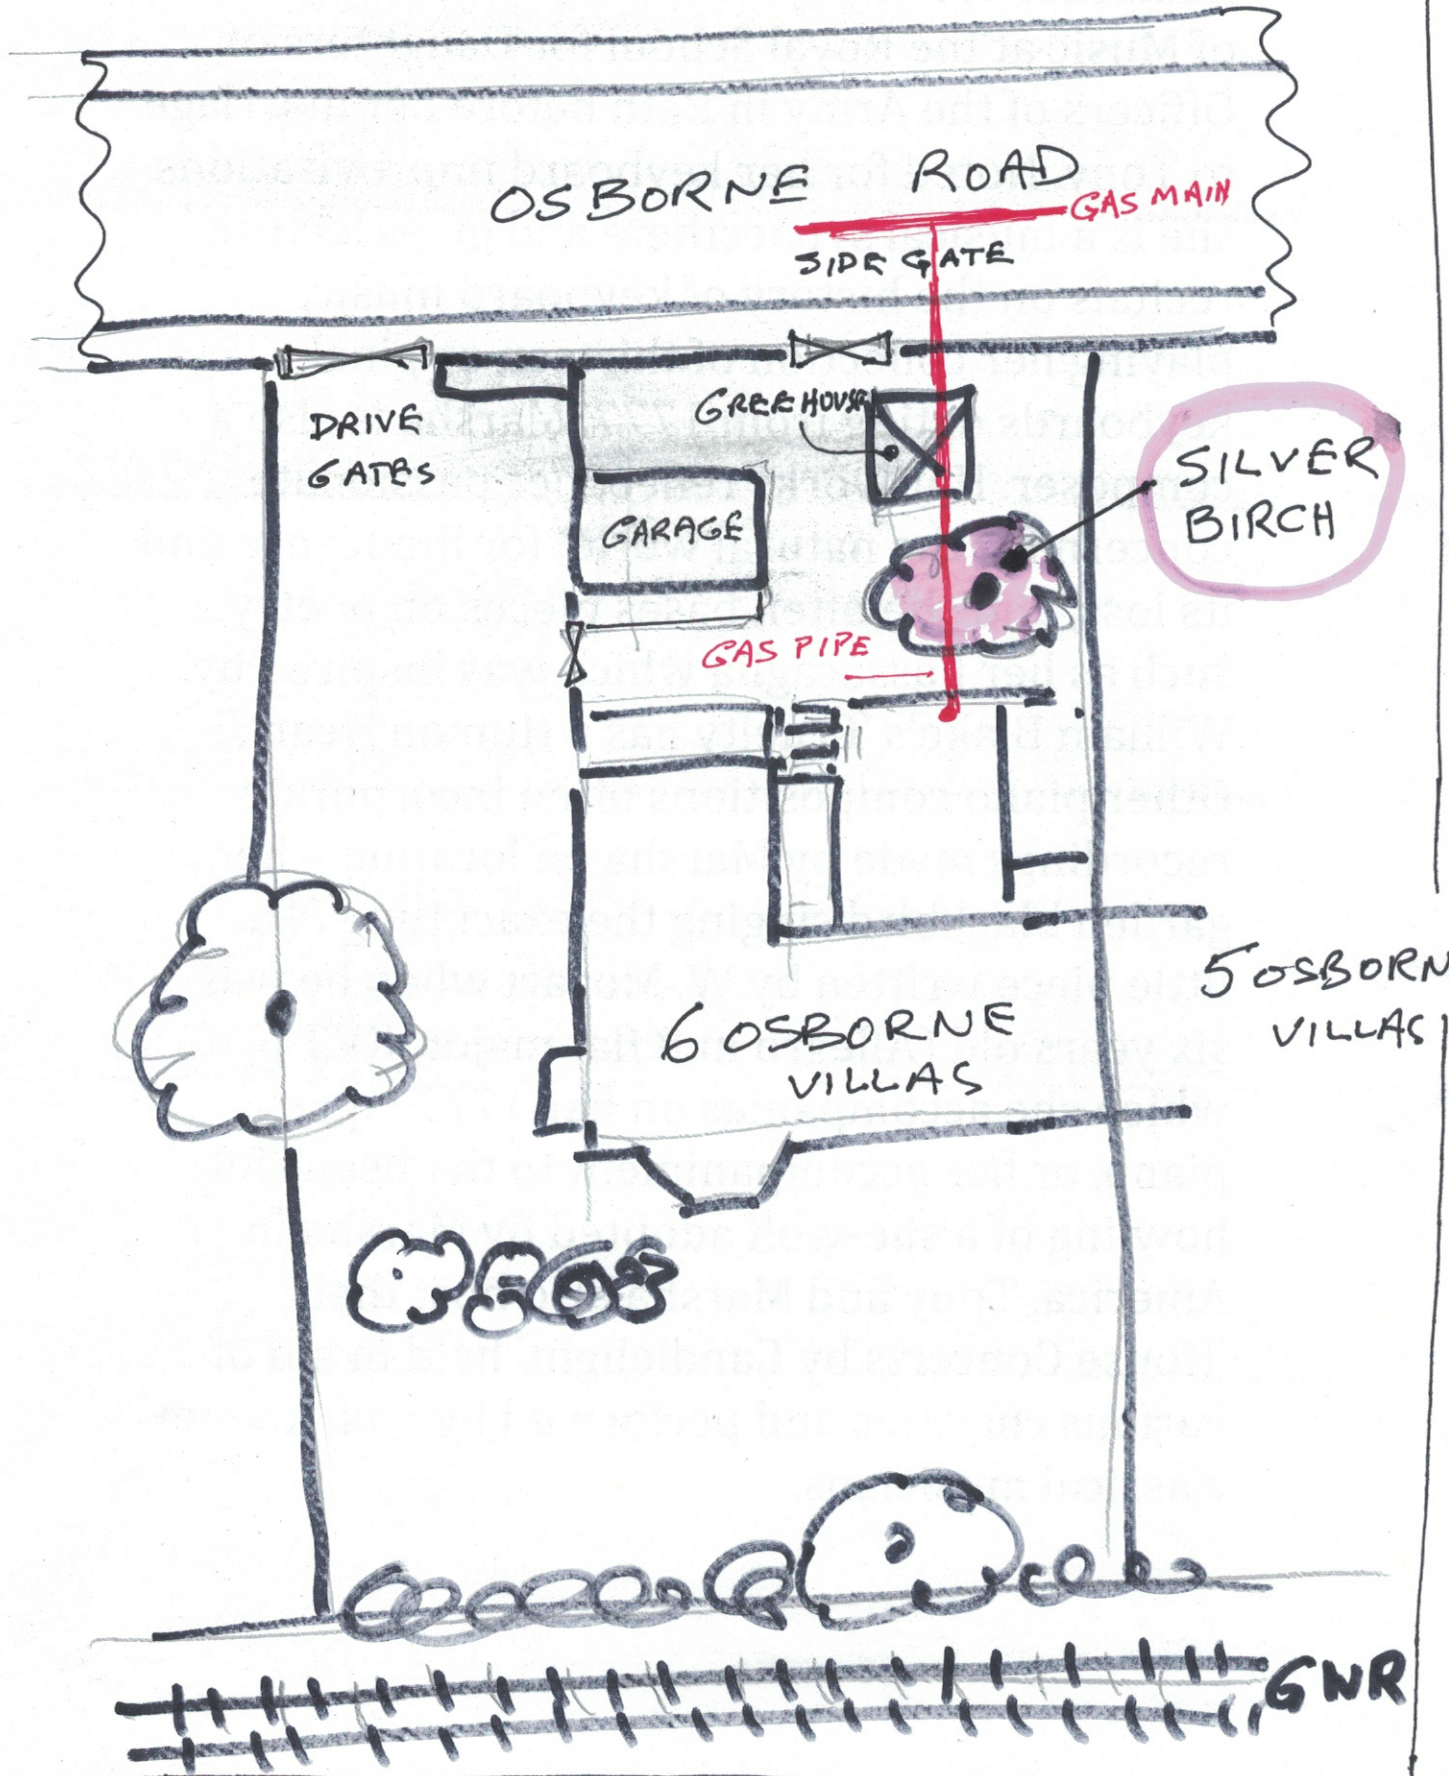 OSBORNE ROAD
GAS MAIN
SIDE GATE
DRIVE
GATES
GREEHOUSE
SILVER
BIRCH
GARAGE
GAS PIPE
5 OSBORN
VILLAS
6 OSBORNE
VILLAS
GWR